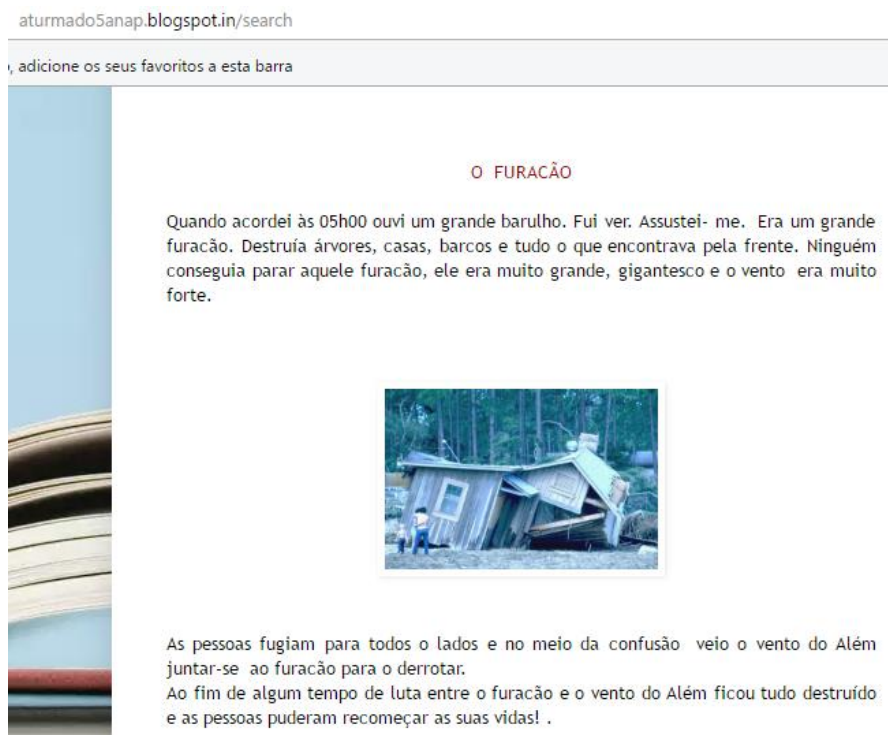 aturmado5anap.blogspot.in/search
, adicione os seus favoritos a esta barra
O FURACÃO
Quando acordei às 05h00 ouvi um grande barulho. Fui ver. Assustei- me. Era um grande
furacão. Destruía árvores, casas, barcos e tudo o que encontrava pela frente. Ninguém
conseguia parar aquele furacão, ele era muito grande, gigantesco e o vento era muito
forte.
As pessoas fugiam para todos o lados e no meio da confusão veio o vento do Além
juntar-se ao furacão para o derrotar.
Ao fim de algum tempo de luta entre o furacão e o vento do Além ficou tudo destruído
e as pessoas puderam recomeçar as suas vidas! .